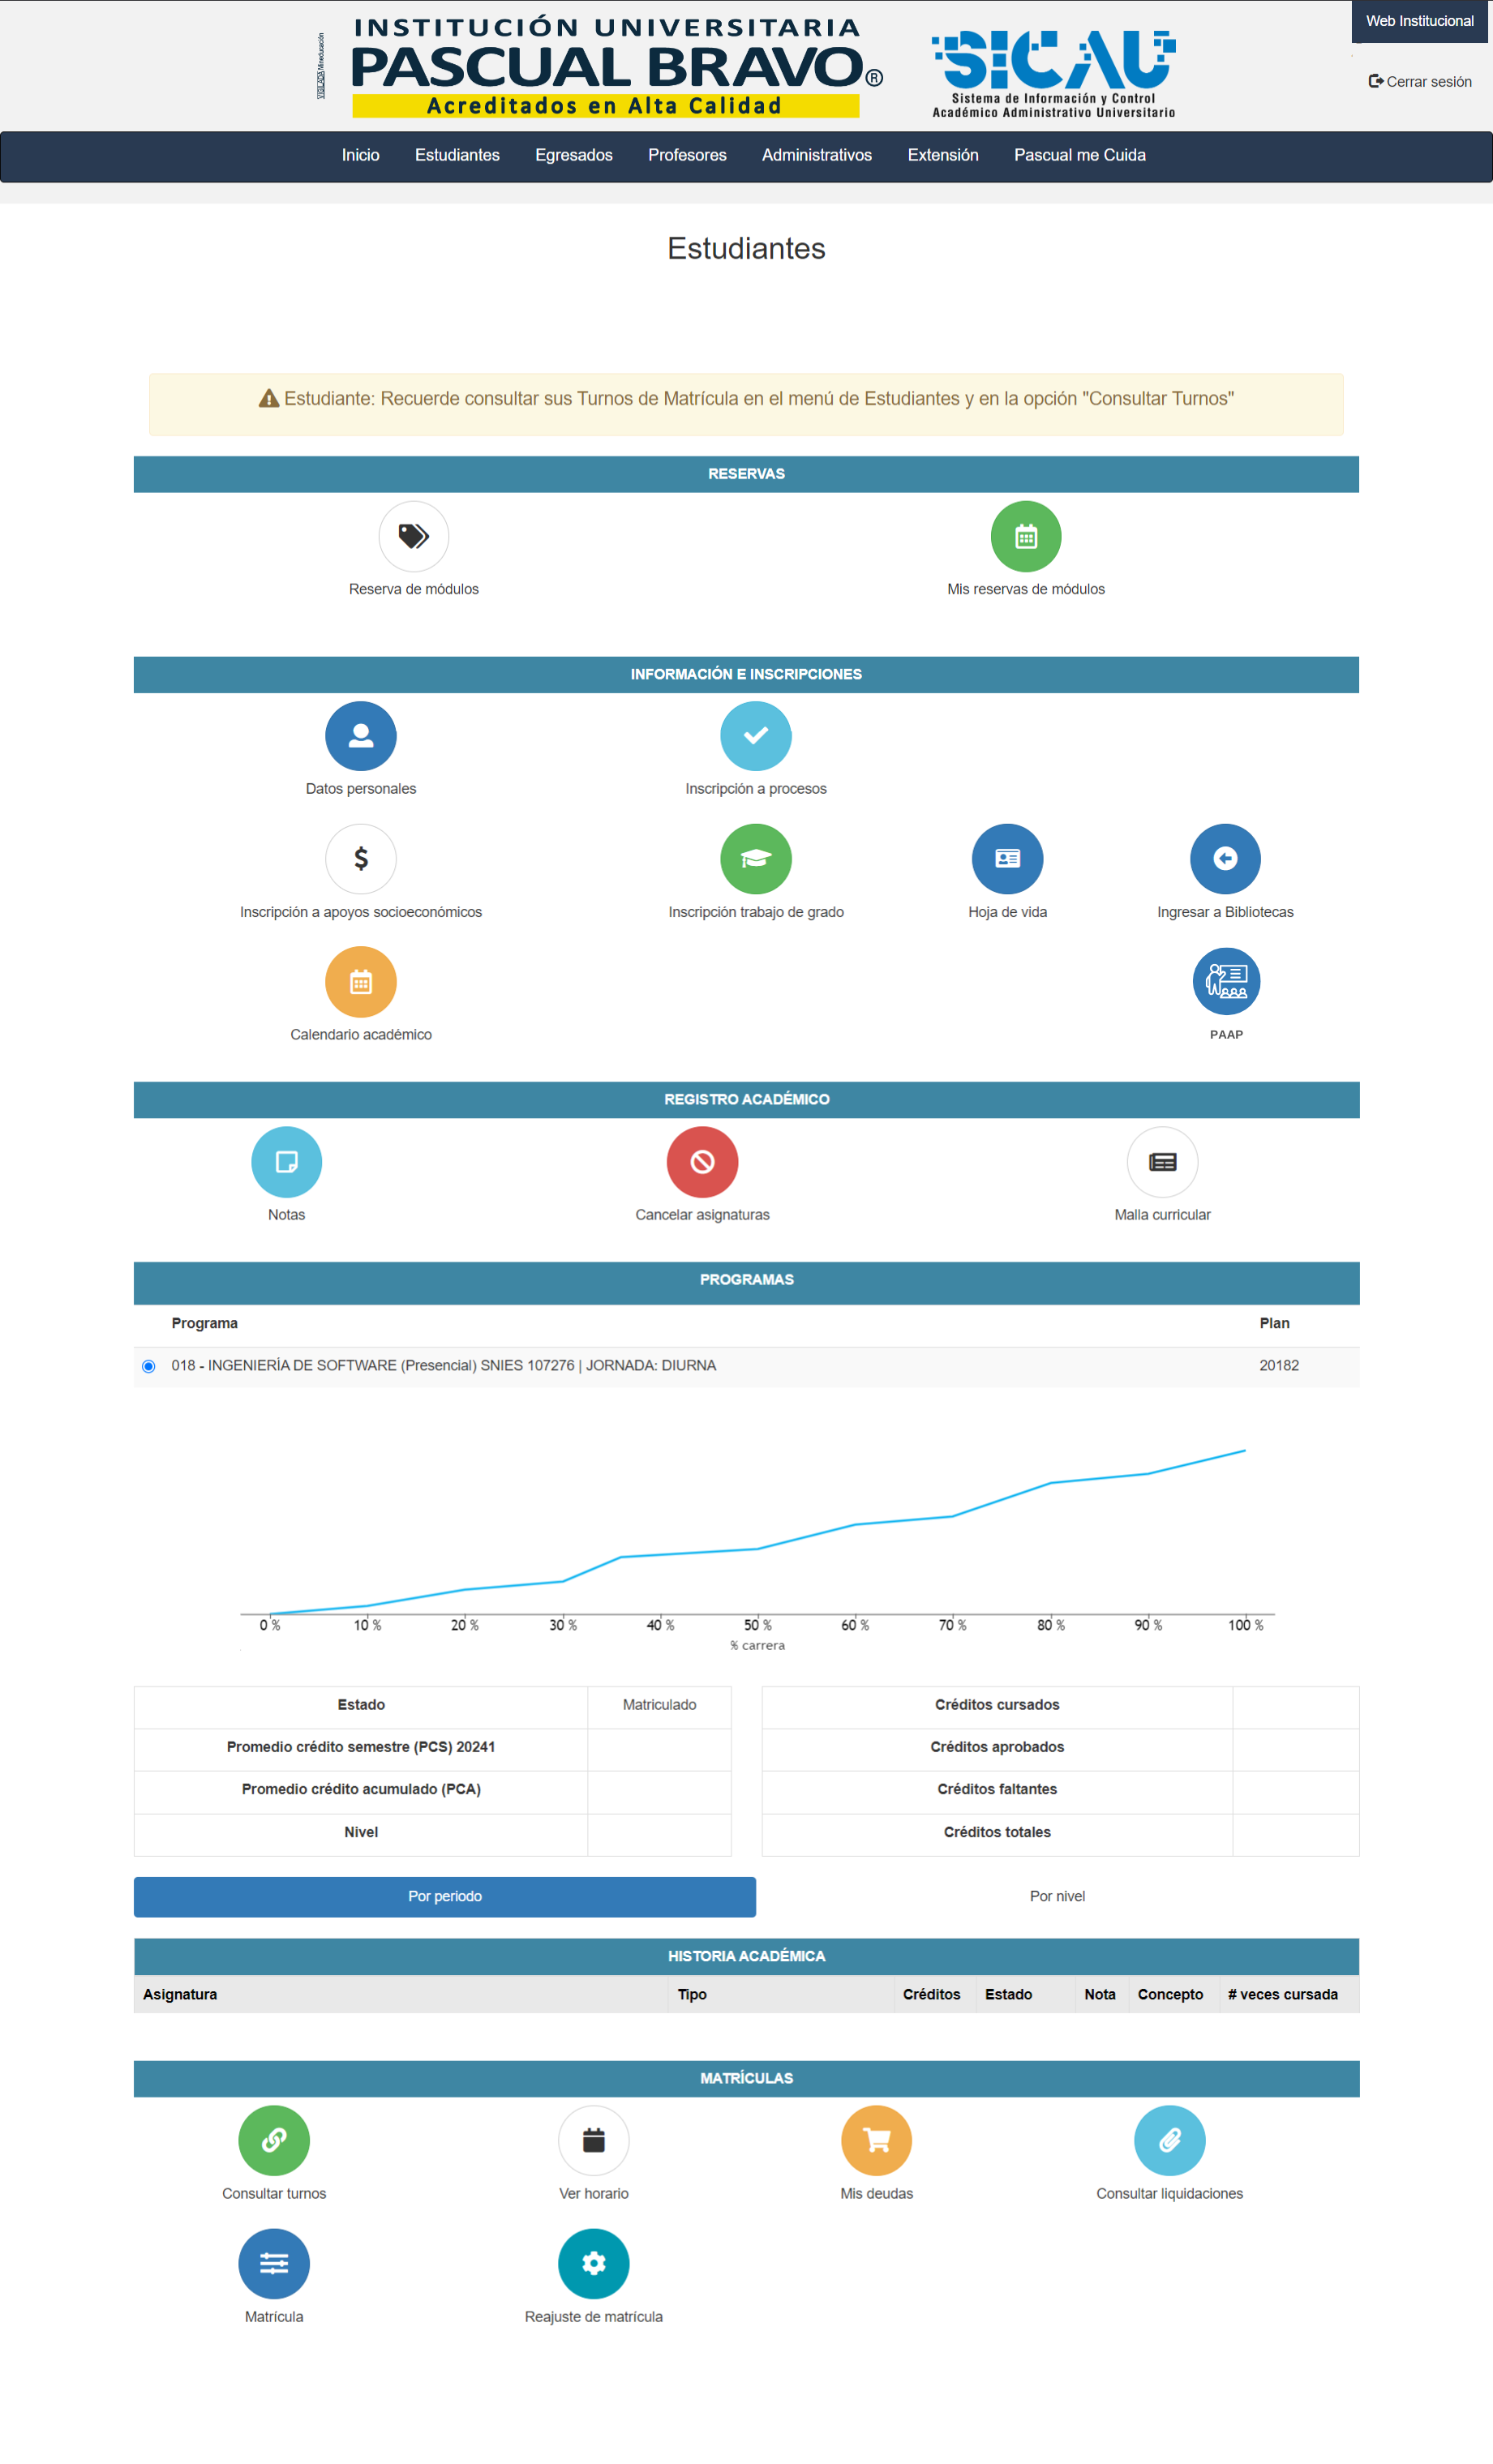 VIGILADA Mineducación
INSTITUCIÓN UNIVERSITARIA
PASCUAL BRAVO®
Acreditados en Alta Calidad
SICAU
Sistema de Información y Control
Académico Administrativo Universitario
Web Institucional
Cerrar sesión
Inicio Estudiantes Egresados Profesores Administrativos Extensión Pascual me Cuida
Estudiantes
Estudiante: Recuerde consultar sus Turnos de Matrícula en el menú de Estudiantes y en la opción "Consultar Turnos"
RESERVAS
Reserva de módulos Mis reservas de módulos
INFORMACIÓN E INSCRIPCIONES
Datos personales Inscripción a procesos
Inscripción a apoyos socioeconómicos Inscripción trabajo de grado Hoja de vida Ingresar a Bibliotecas
Calendario académico PAAP
REGISTRO ACADÉMICO
Notas Cancelar asignaturas Malla curricular
PROGRAMAS
Programa Plan
018 - INGENIERÌA DE SOFTWARE (Presencial) SNIES 107276 | JORNADA: DIURNA 20182
0 % 10 % 20 % 30 % 40 % 50 % 60 % 70 % 80 % 90 % 100 %
% carrera
Estado Matriculado Créditos cursados
Promedio crédito semestre (PCS) 20241 Créditos aprobados
Promedio crédito acumulado (PCA) Créditos faltantes
Nivel Créditos totales
Por periodo Por nivel
HISTORIA ACADÉMICA
Asignatura Tipo Créditos Estado Nota Concepto # veces cursada
MATRÍCULAS
Consultar turnos Ver horario Mis deudas Consultar liquidaciones
Matrícula Reajuste de matrícula